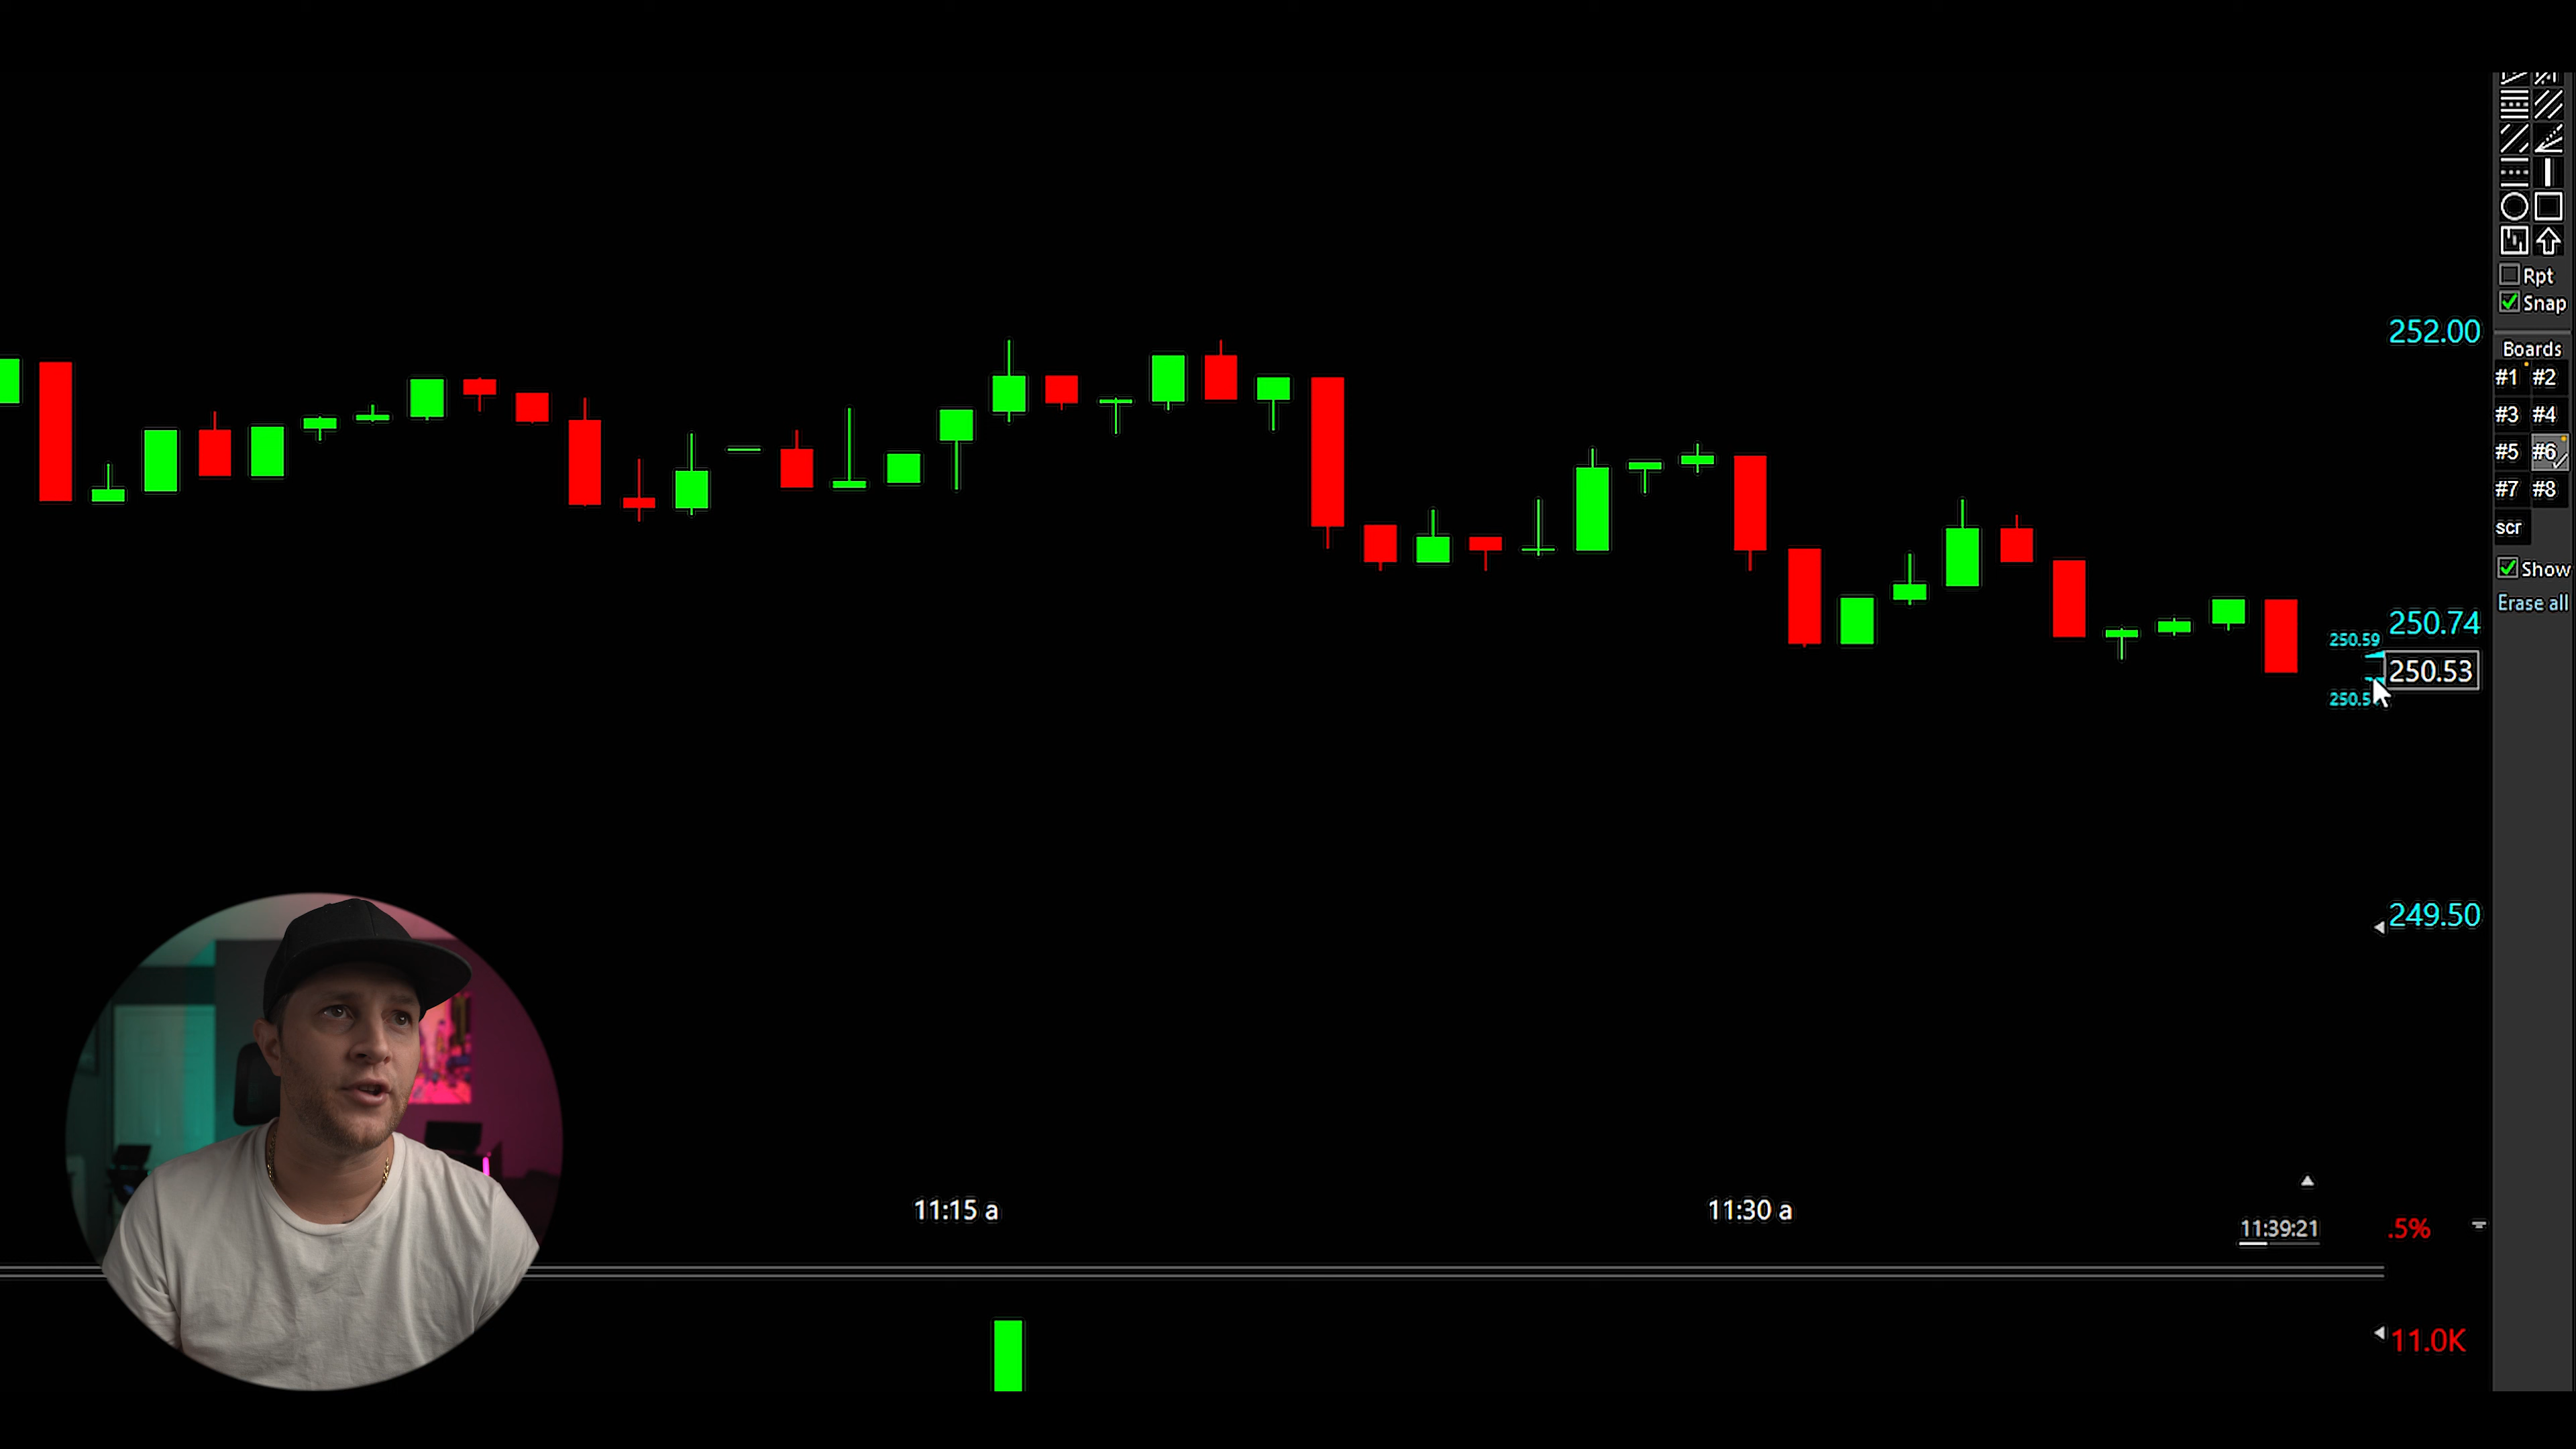 Rpt
Snap
252.00
Boards
#1 #2
#3 #4
#5 #6
#7 #8
scr
Show
Erase all
250.74
250.59
250.53
249.50
11:15 a
11:30 a
11:39:21
.5%
11.0K